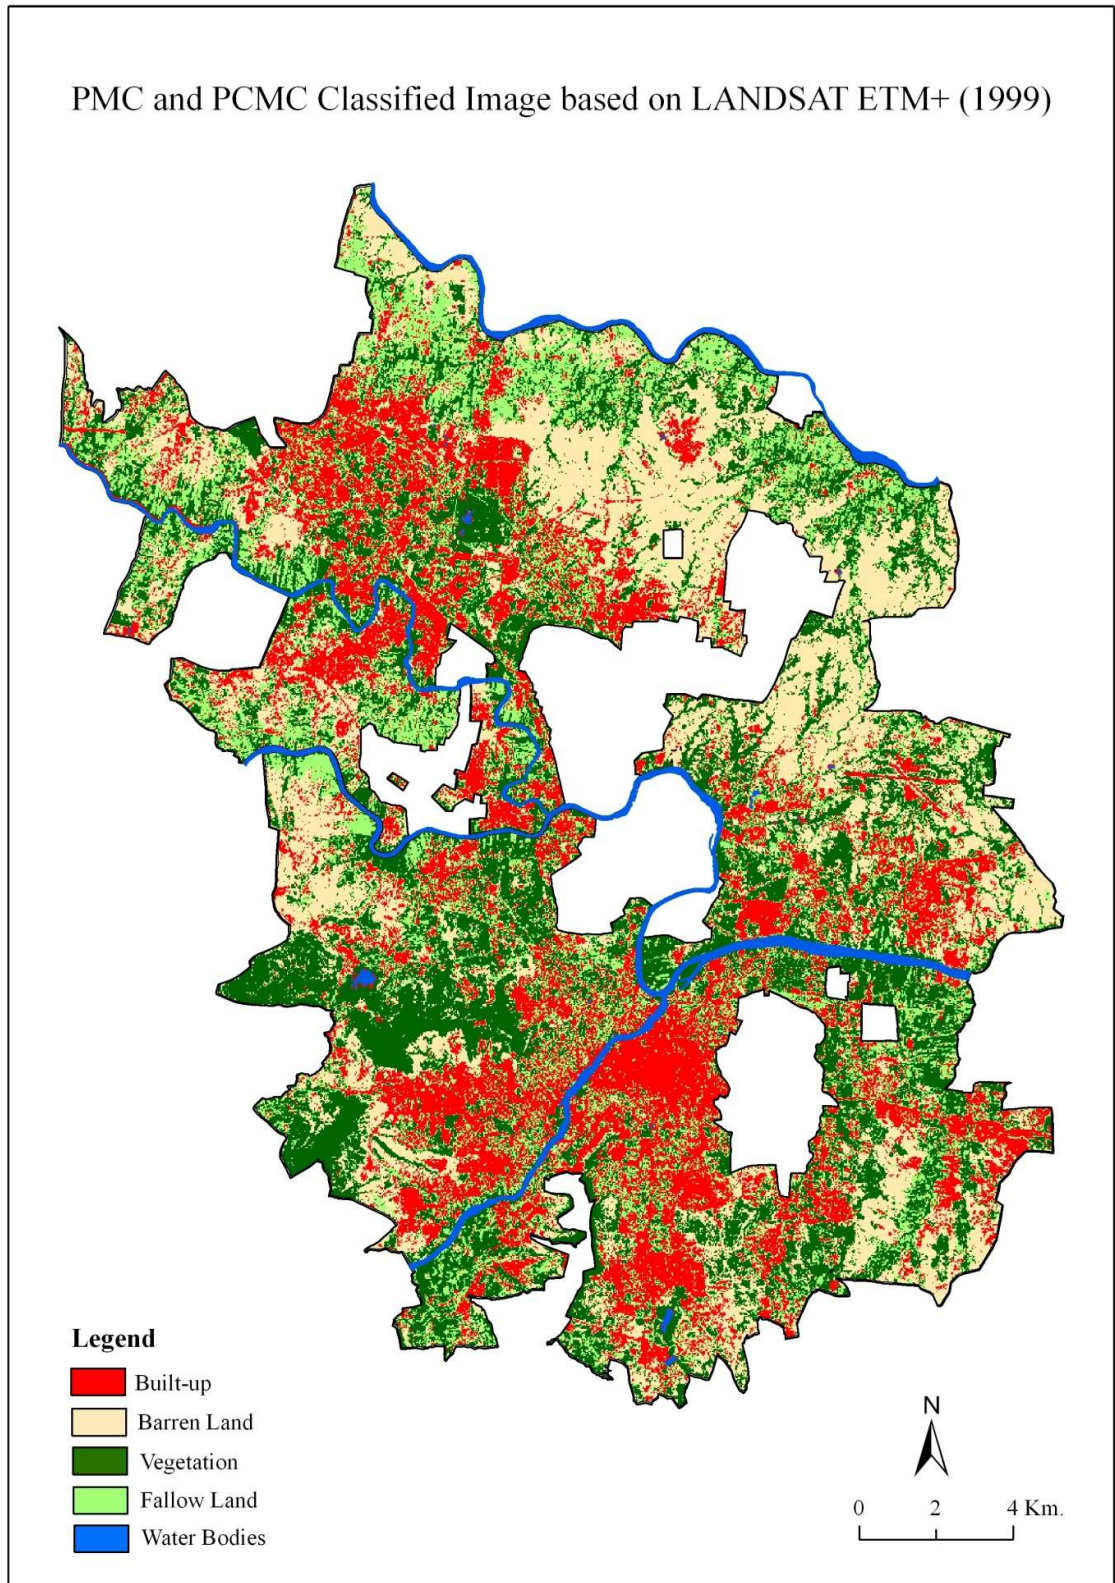 PMC and PCMC Classified Image based on LANDSAT ETM+ (1999)
Legend
Built-up
Barren Land
Vegetation
Fallow Land
Water Bodies
N
0 2 4 Km.